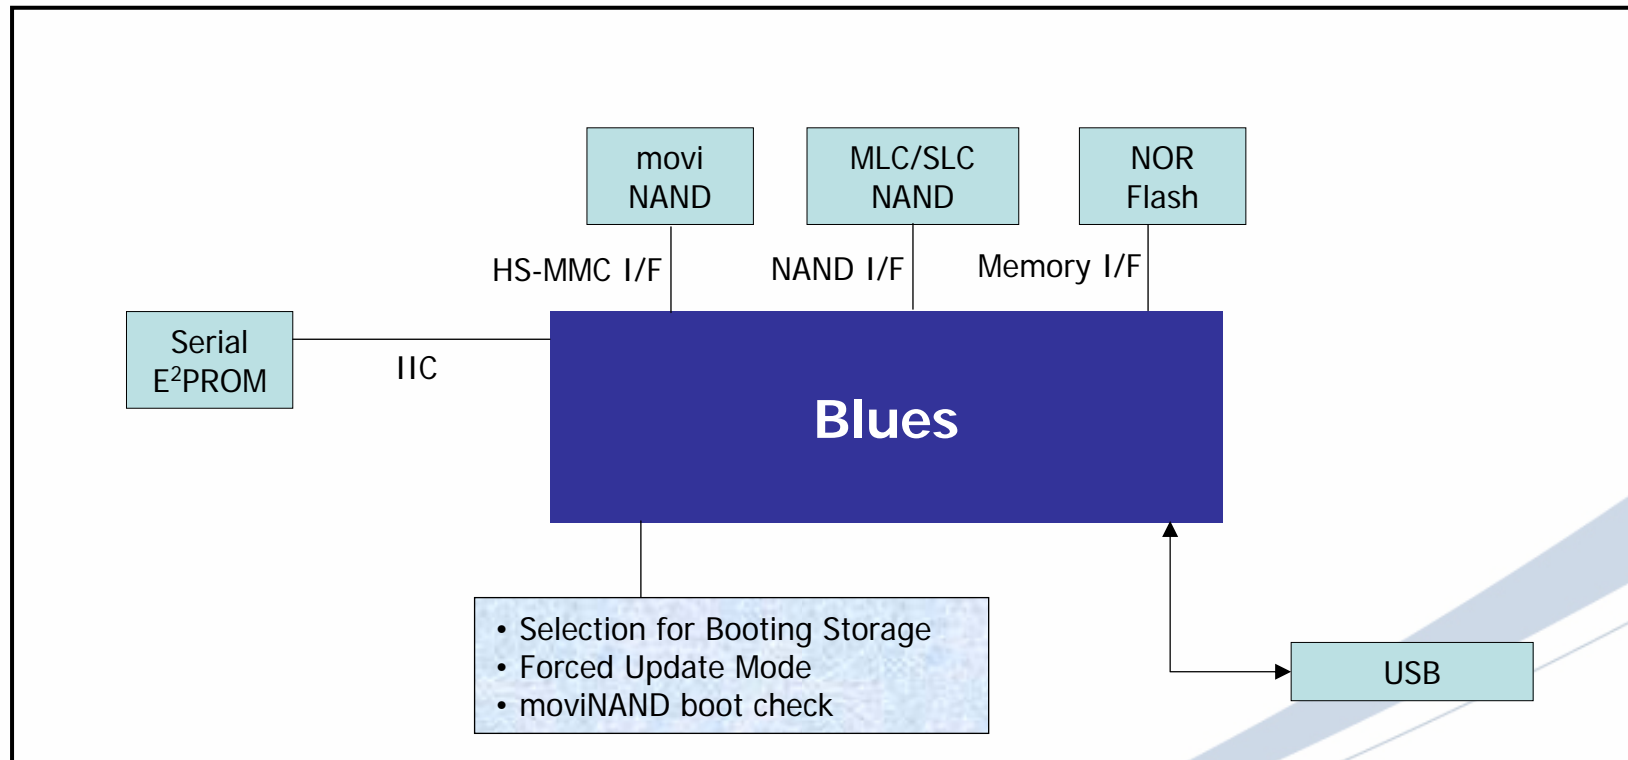 movi
NAND
MLC/SLC
NAND
NOR
Flash
HS-MMC I/F
NAND I/F
Memory I/F
Serial
E²PROM
IIC
Blues
• Selection for Booting Storage
• Forced Update Mode
• moviNAND boot check
USB